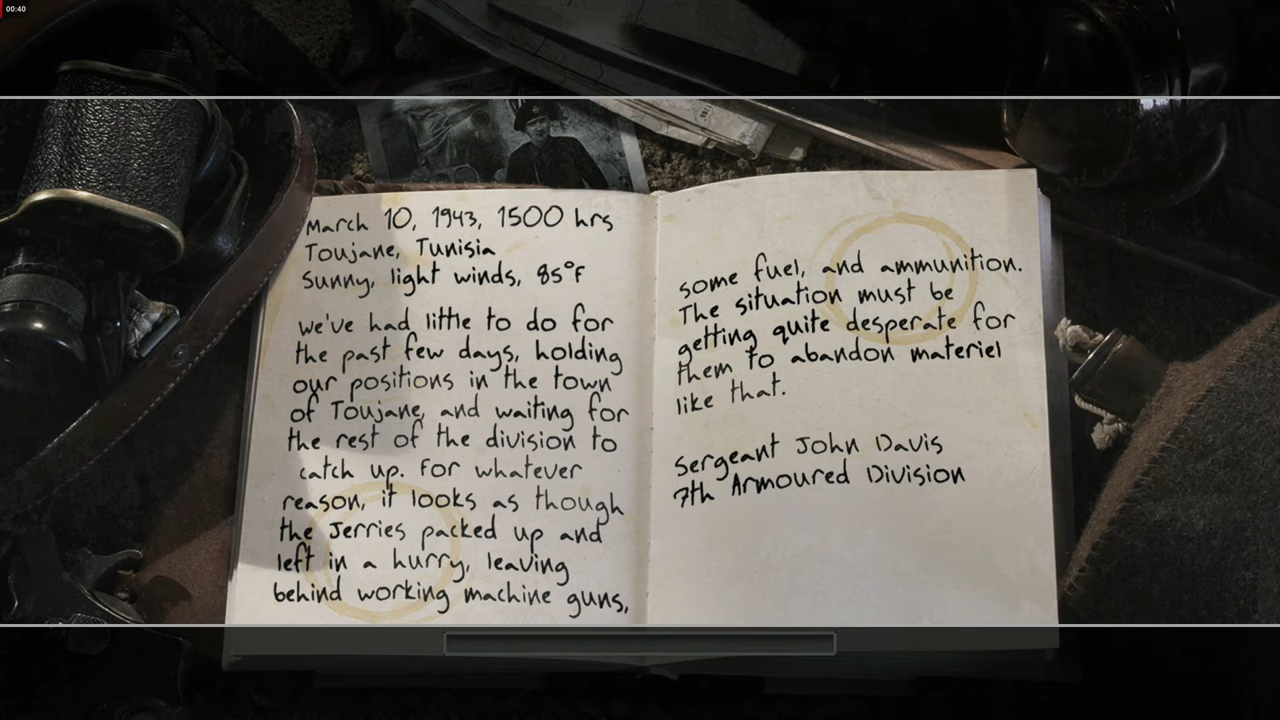 00:40
March 10, 1943, 1500 hrs
Toujane, Tunisia
Sunny, light winds, 85°F
we've had little to do for
the past few days, holding
our positions in the town
of Toujane, and waiting for
the rest of the division to
catch up. For whatever
reason, it looks as though
the Jerries packed up and
left in a hurry, leaving
behind working machine guns,
some fuel, and ammunition.
The situation must be
getting quite desperate for
them to abandon materiel
like that.
Sergeant John Davis
7th Armoured Division